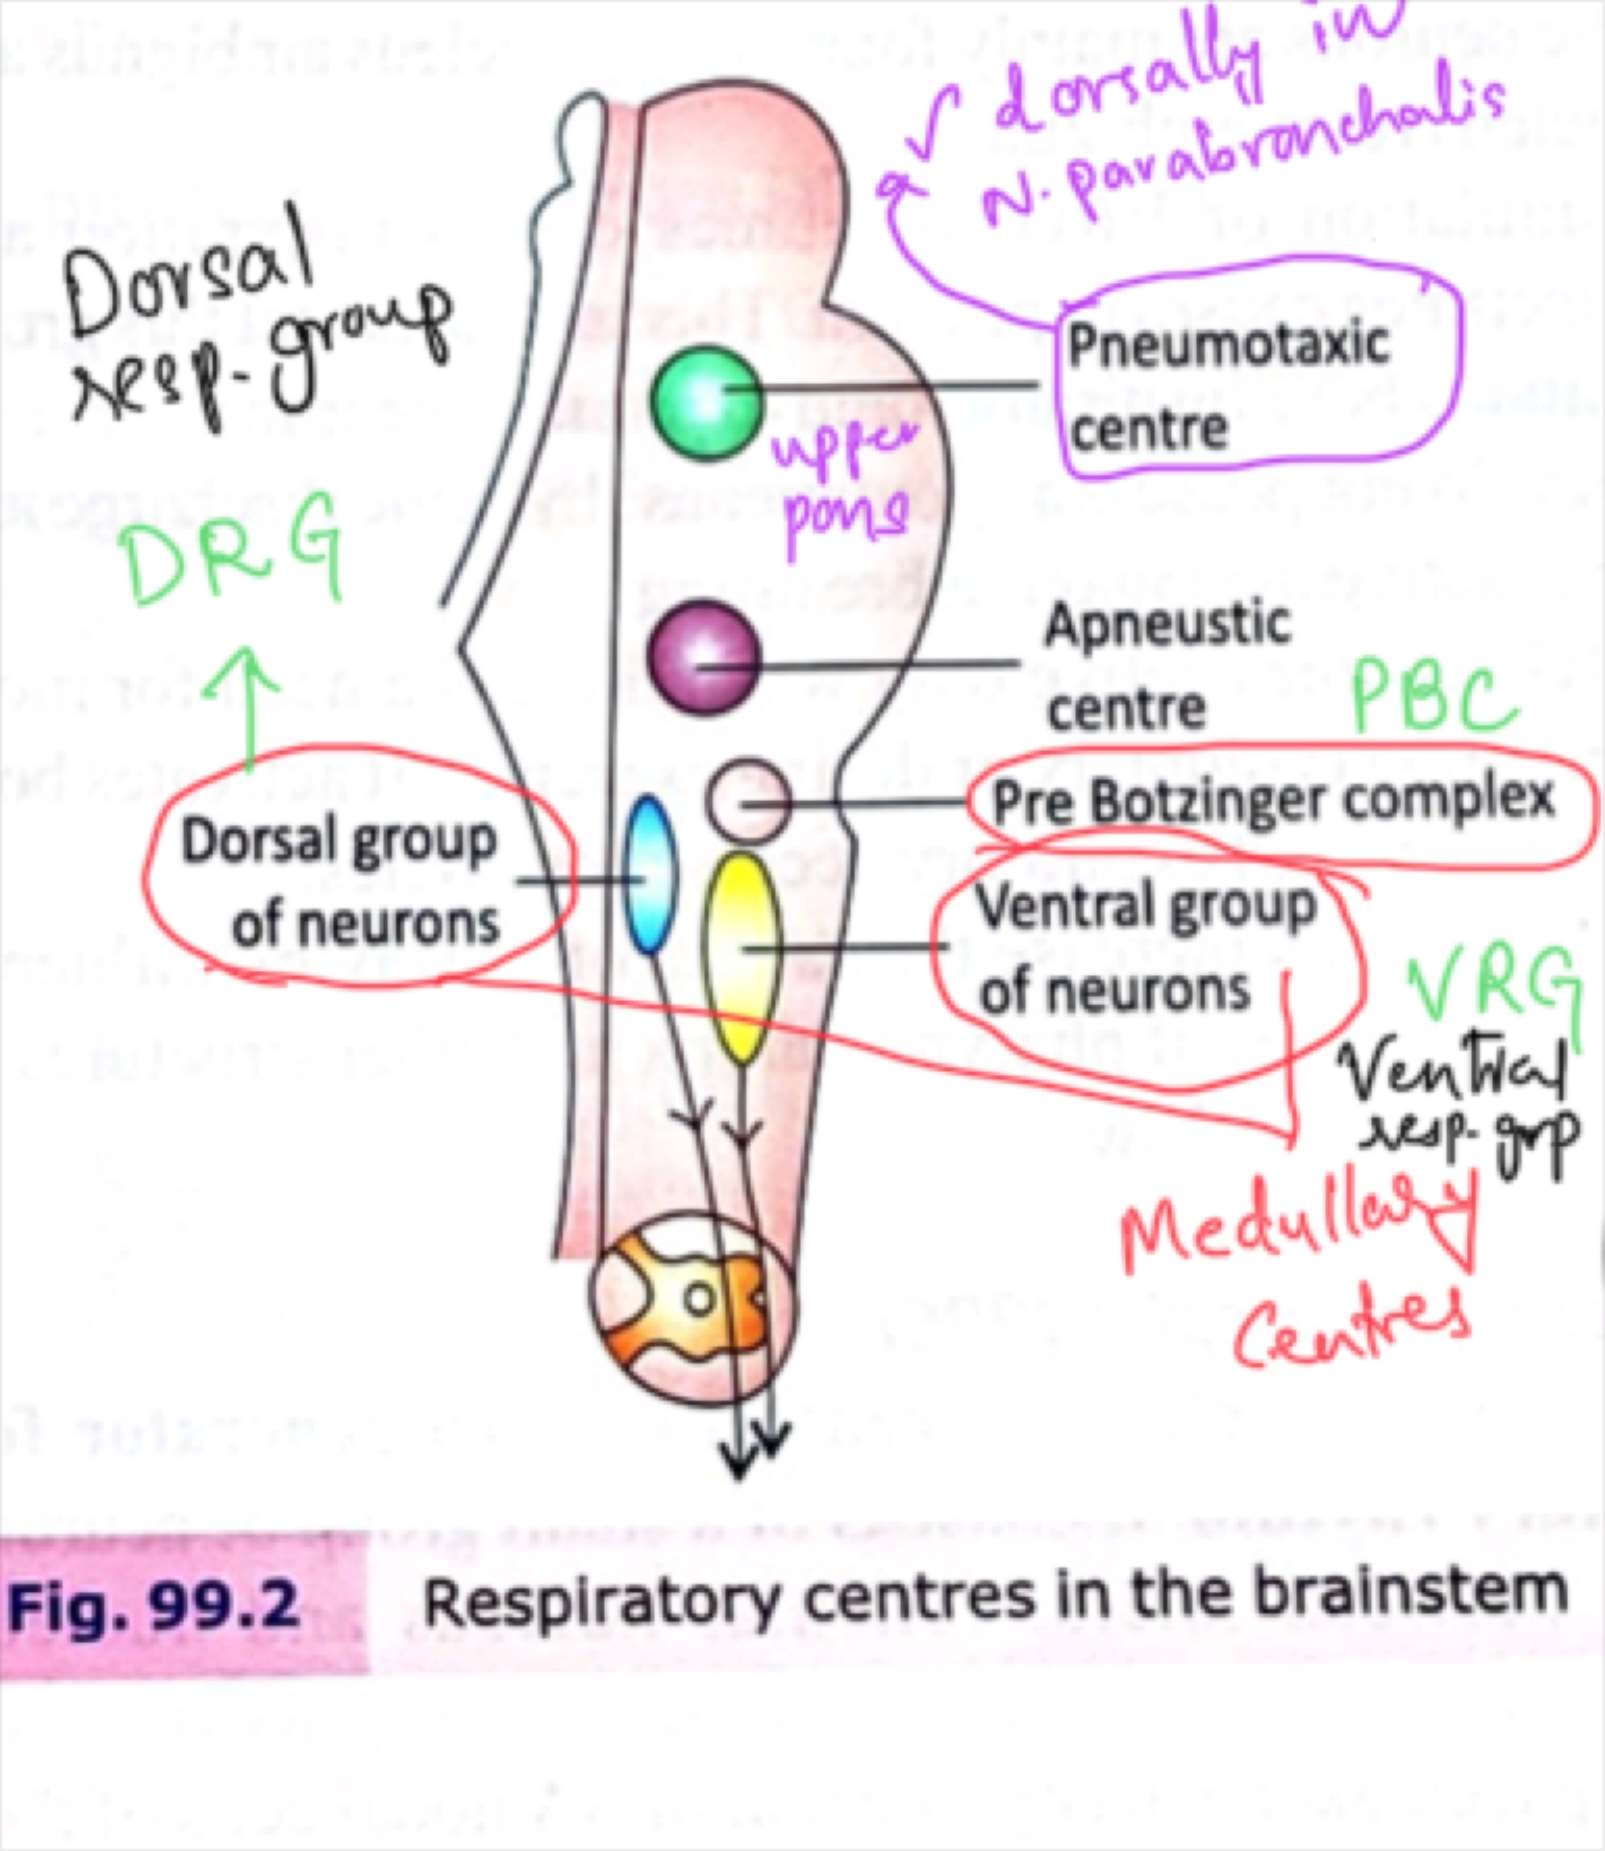 dorsally in
N. parabronchalis
Dorsal
resp. group
Pneumotaxic
centre
upper
pons
DRG
Apneustic
centre
PBC
Pre Botzinger complex
Dorsal group
of neurons
Ventral group
of neurons
VRG
Ventral
resp. grp
Medullary
Centres
Fig. 99.2 Respiratory centres in the brainstem